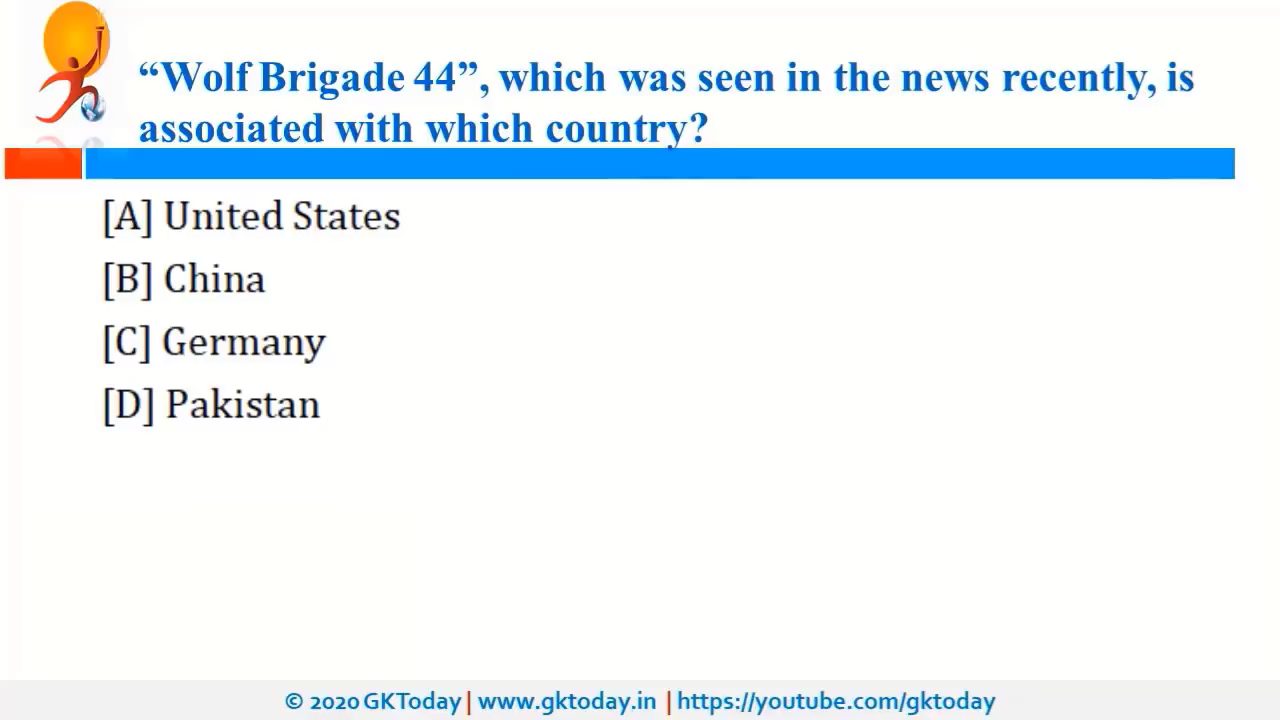 “Wolf Brigade 44”, which was seen in the news recently, is
associated with which country?
[A] United States
[B] China
[C] Germany
[D] Pakistan
© 2020 GKToday | www.gktoday.in | https://youtube.com/gktoday